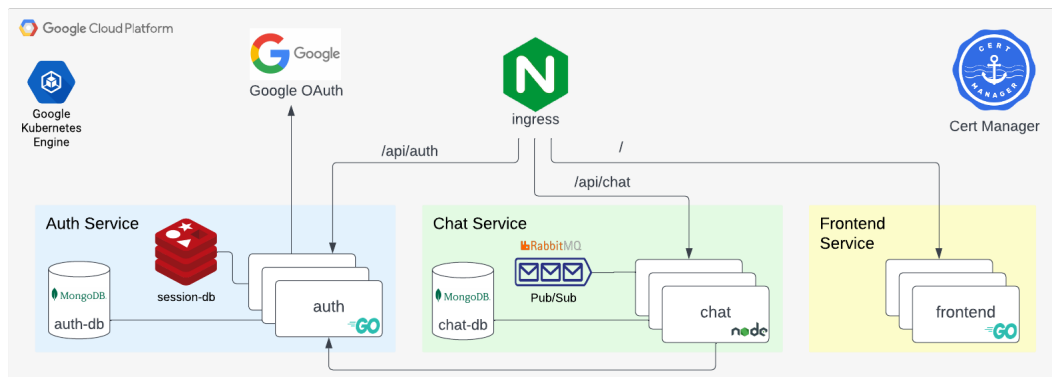 Google Cloud Platform
Google
Kubernetes
Engine
Google
Google OAuth
N
ingress
CERT
MANAGER
Cert Manager
/api/auth
/api/chat
/
Auth Service
session-db
MongoDB
auth-db
auth
GO
Chat Service
RabbitMQ
Pub/Sub
MongoDB
chat-db
chat
node
Frontend
Service
frontend
GO